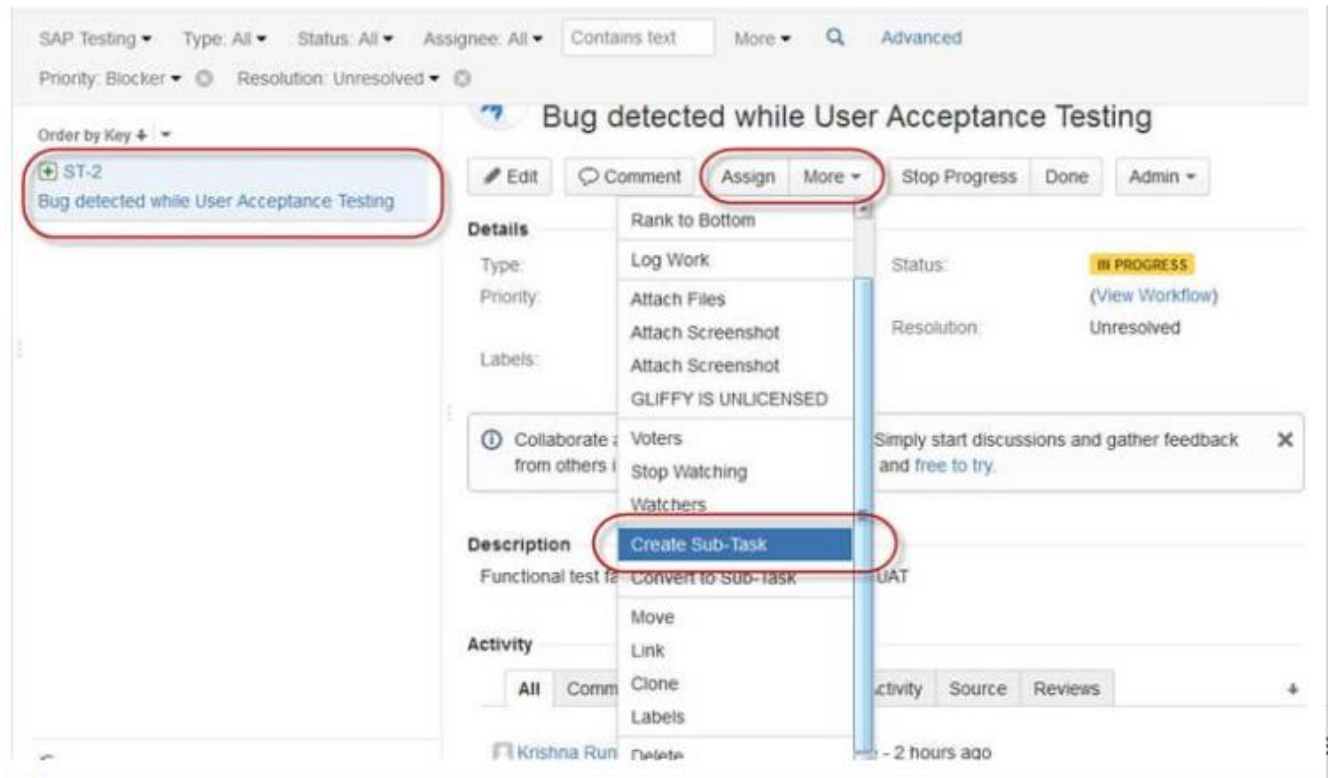 SAP Testing Type: All Status: All Assignee: All Contains text More Advanced
Priority: Blocker Resolution: Unresolved
Order by Key
ST-2
Bug detected while User Acceptance Testing
Bug detected while User Acceptance Testing
Edit Comment Assign More Stop Progress Done Admin
Rank to Bottom
Log Work
Attach Files
Attach Screenshot
Attach Screenshot
GLIFFY IS UNLICENSED
Voters
Stop Watching
Watchers
Create Sub-Task
Convert to Sub-Task
Move
Link
Clone
Labels
Delete
Details
Type:
Priority:
Labels:
Status: IN PROGRESS
(View Workflow)
Resolution: Unresolved
Collaborate Simply start discussions and gather feedback
from others and free to try.
Description
Functional test UAT
Activity
All Comm ctivity Source Reviews
Krishna Run - 2 hours ago